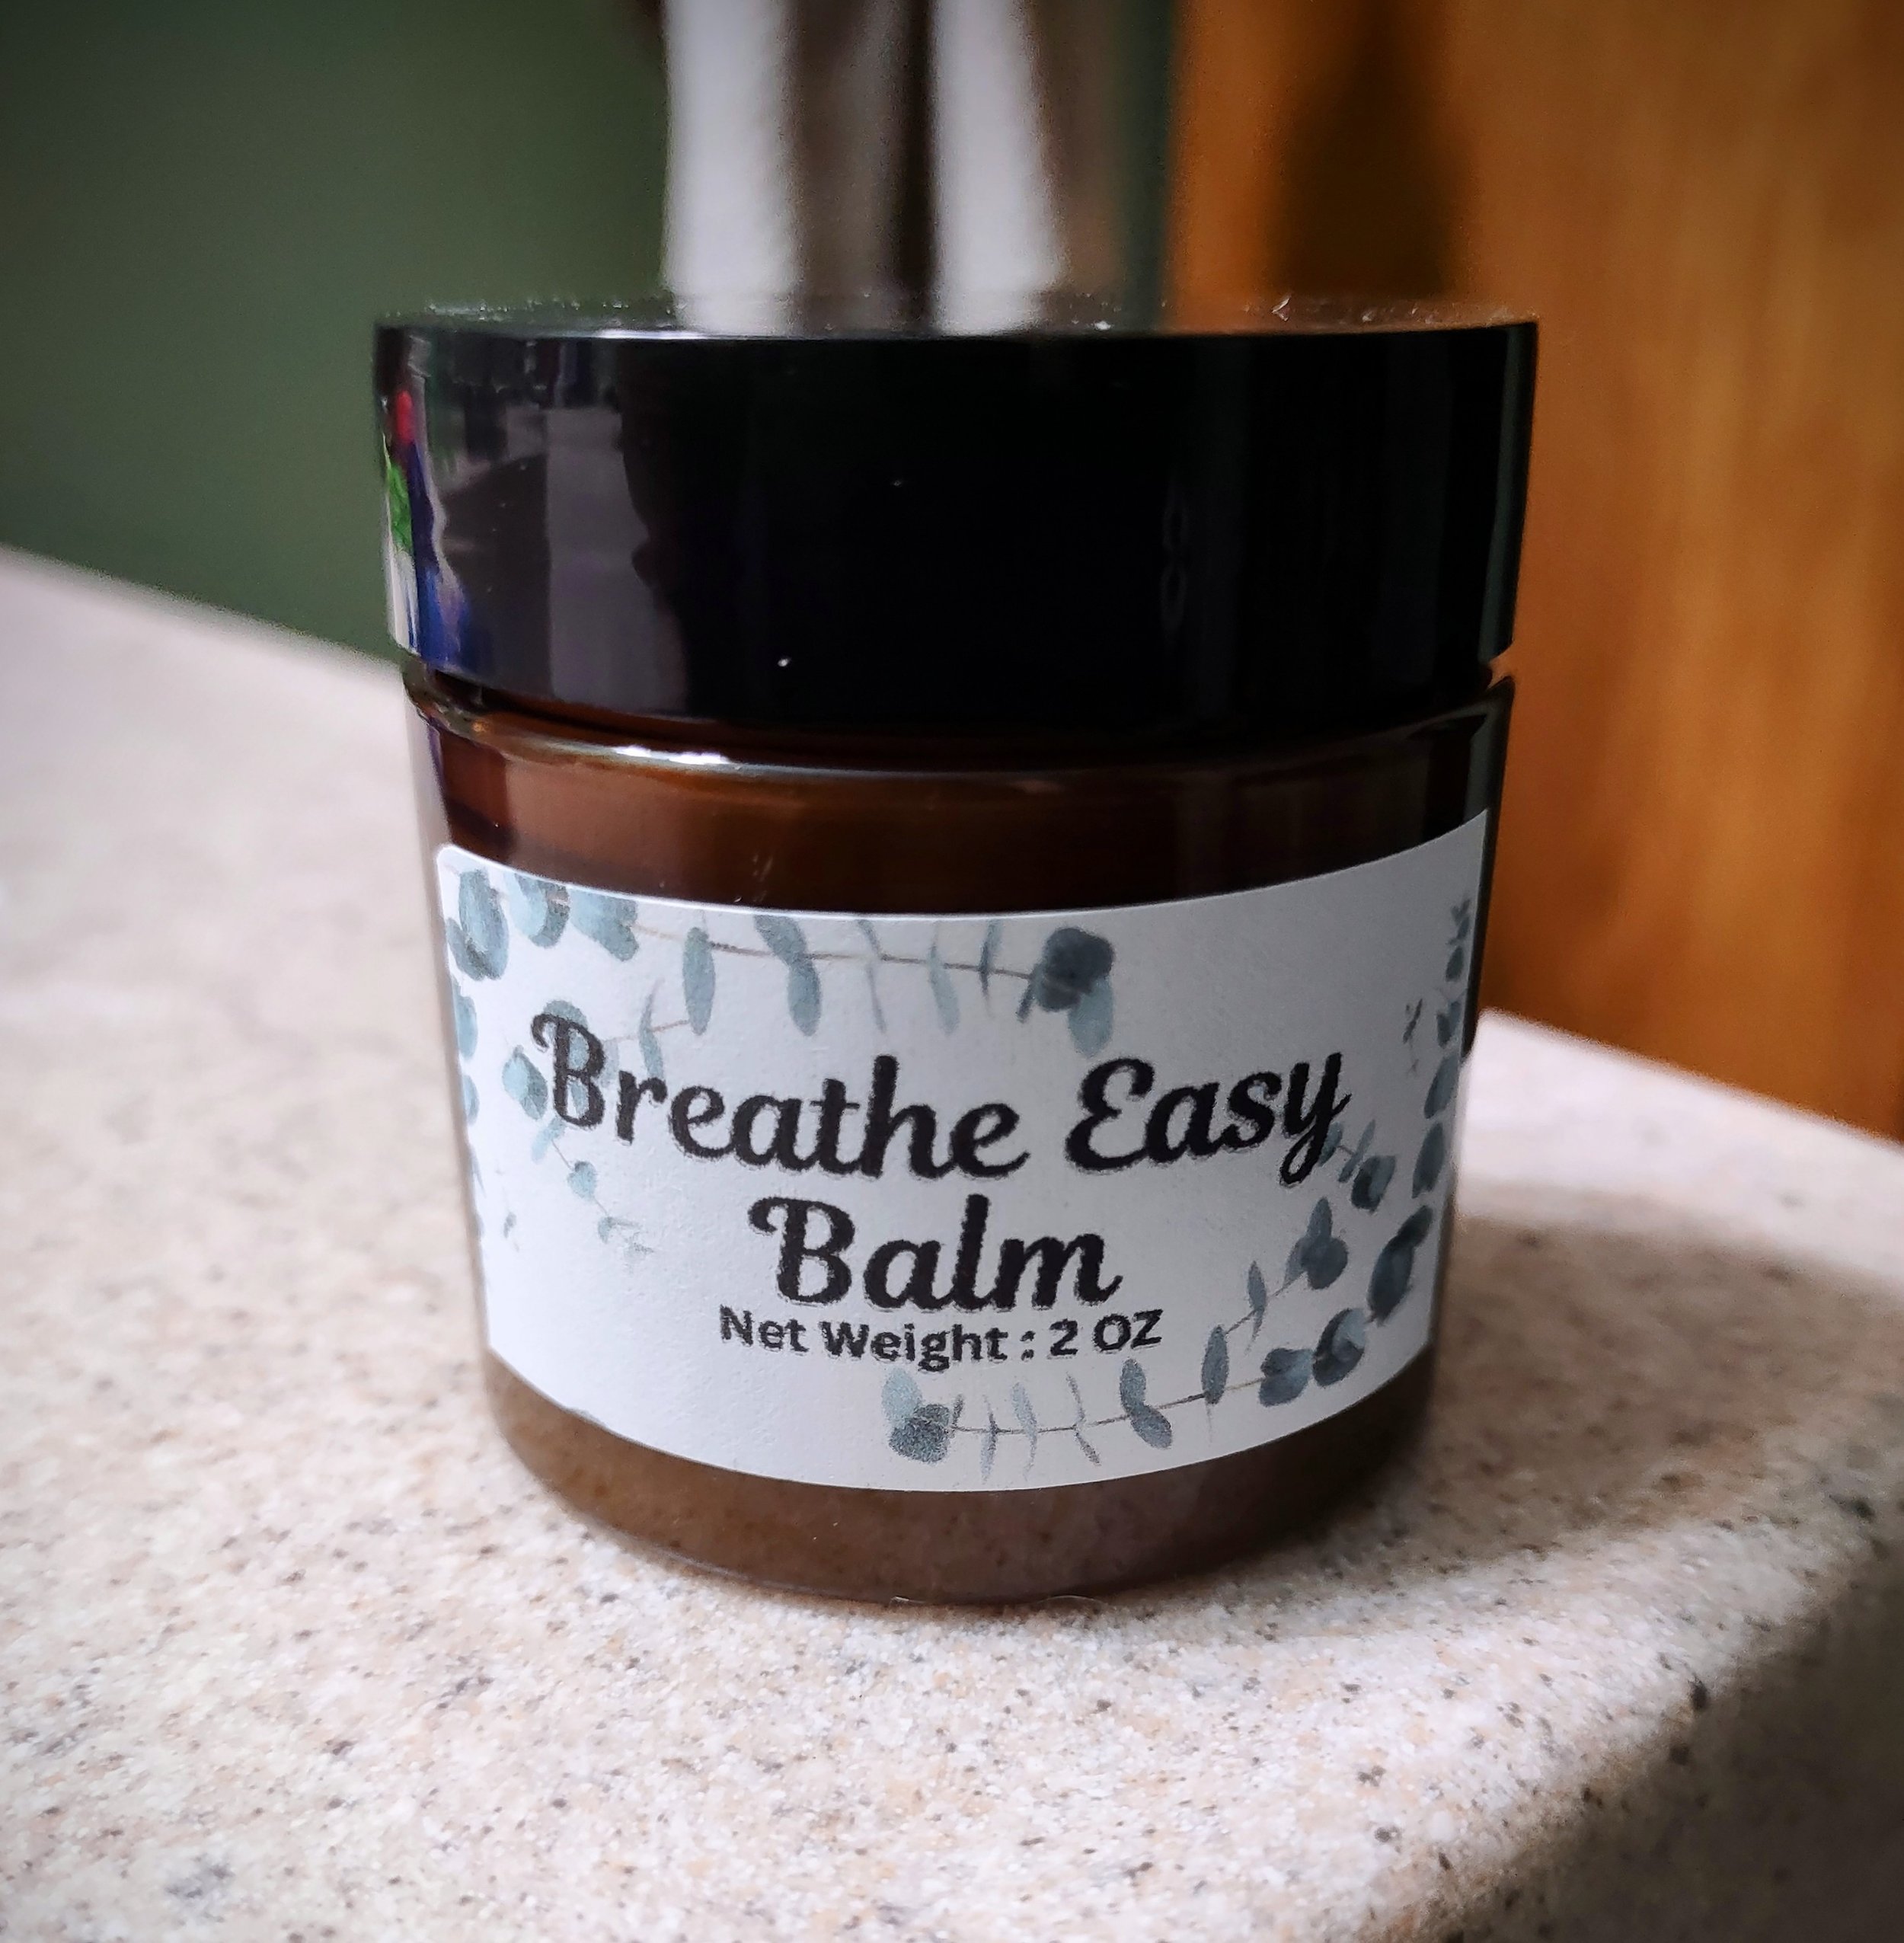 Breathe Easy
Balm
Net Weight : 2 OZ